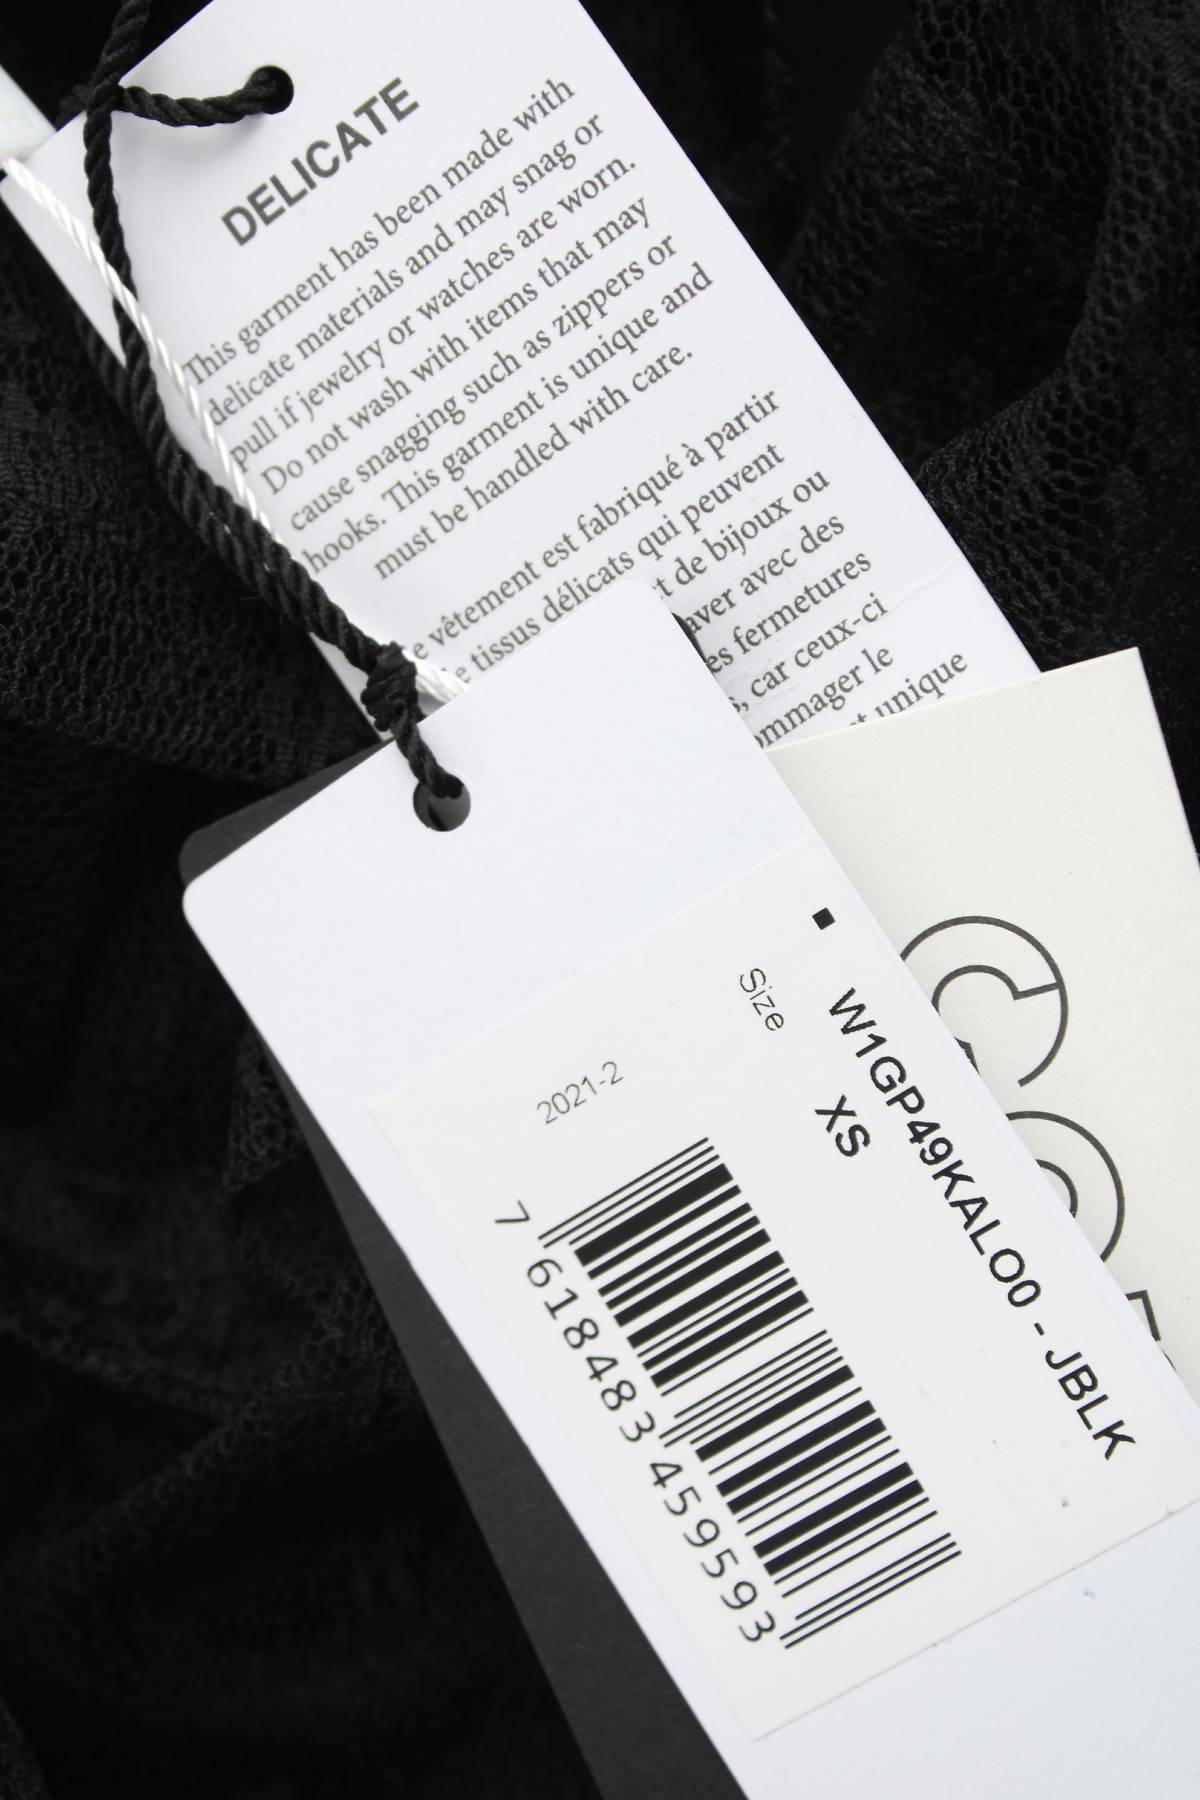 DELICATE
This garment has been made with
delicate materials and may snag or
pull if jewelry or watches are worn.
Do not wash with items that may
cause snagging such as zippers or
hooks. This garment is unique and
must be handled with care.
vêtement est fabriqué à partir
tissus délicats qui peuvent
de bijoux ou
avec des
fermetures
car ceux-ci
le
unique
W1GP49KALO0 - JBLK
Size XS
2021-2
7 618483 459593